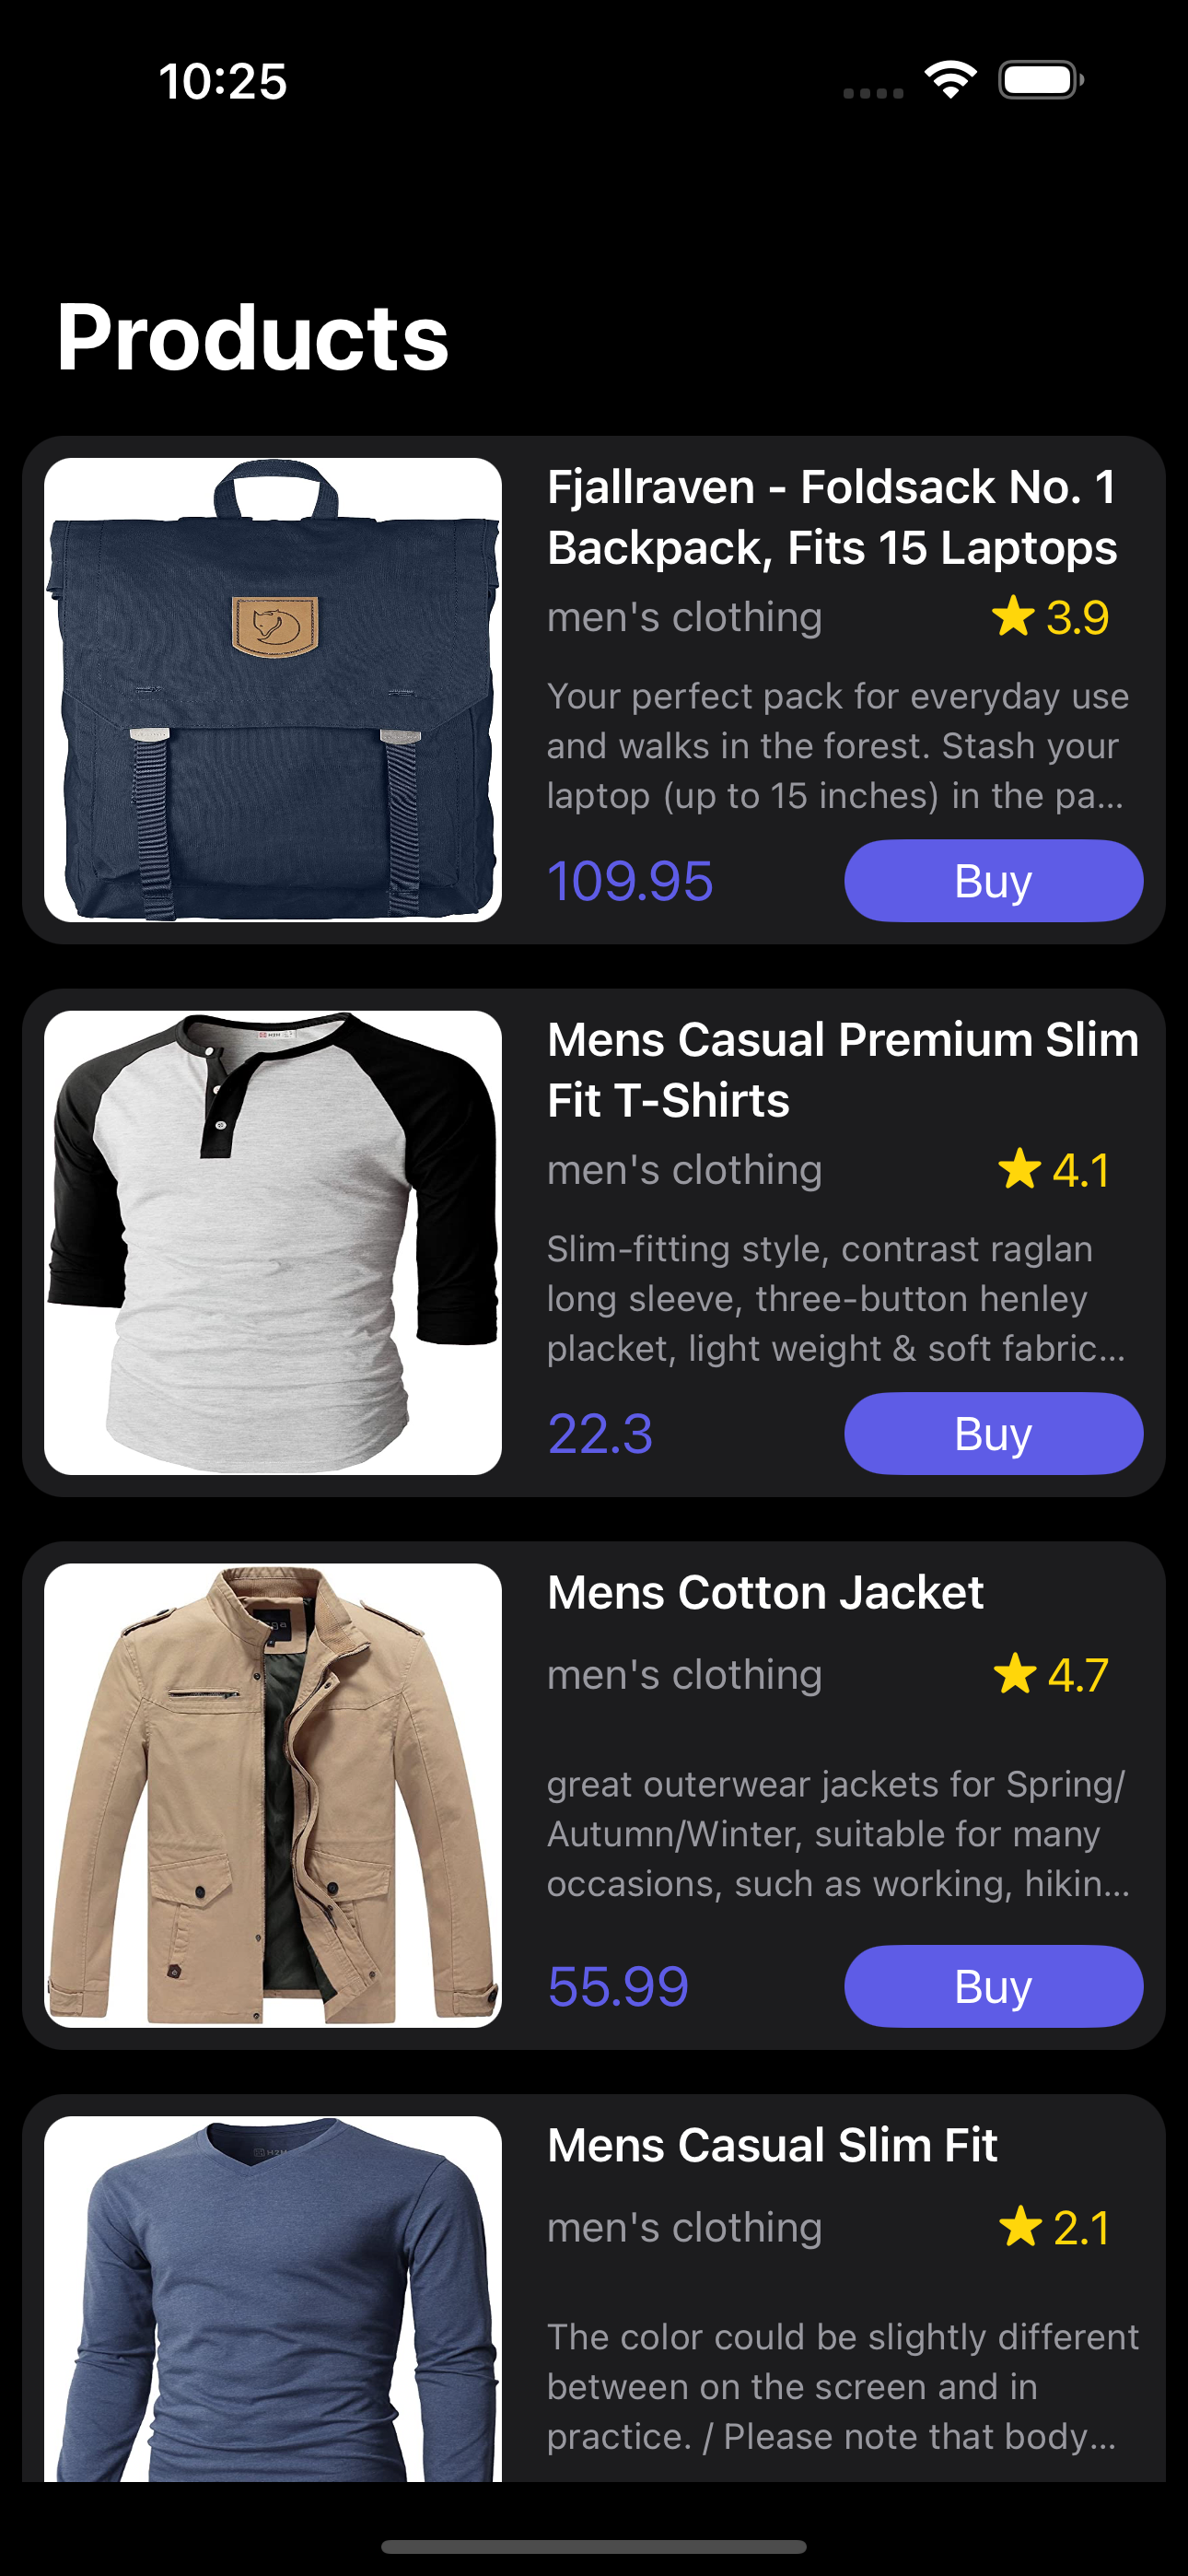 10:25
Products
Fjallraven - Foldsack No. 1
Backpack, Fits 15 Laptops
men's clothing ★ 3.9
Your perfect pack for everyday use
and walks in the forest. Stash your
laptop (up to 15 inches) in the pa...
109.95 Buy
Mens Casual Premium Slim
Fit T-Shirts
men's clothing ★ 4.1
Slim-fitting style, contrast raglan
long sleeve, three-button henley
placket, light weight & soft fabric...
22.3 Buy
Mens Cotton Jacket
men's clothing ★ 4.7
great outerwear jackets for Spring/
Autumn/Winter, suitable for many
occasions, such as working, hikin...
55.99 Buy
Mens Casual Slim Fit
men's clothing ★ 2.1
The color could be slightly different
between on the screen and in
practice. / Please note that body...